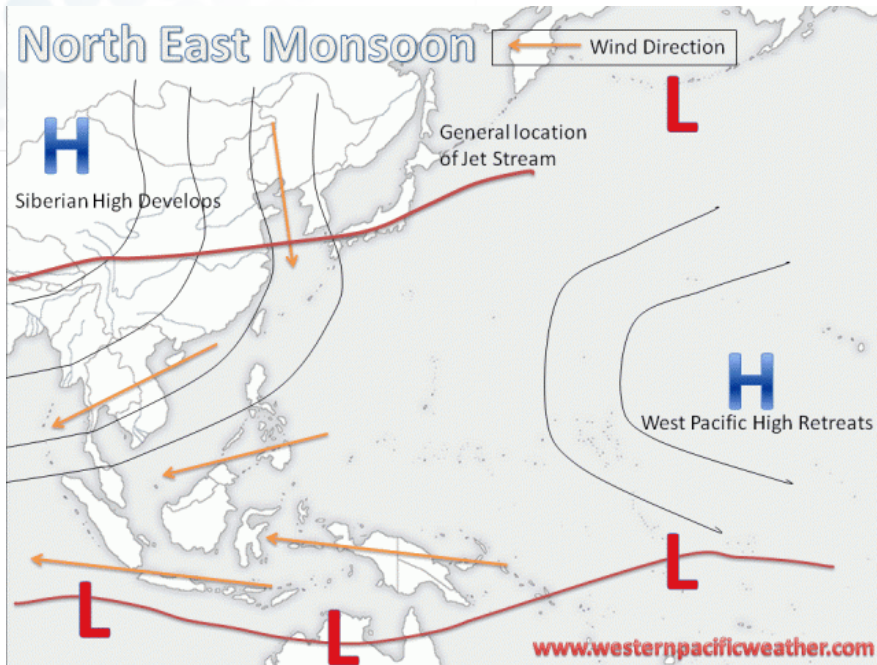 North East Monsoon
Wind Direction
L
General location
of Jet Stream
H
Siberian High Develops
H
West Pacific High Retreats
L
L
L
www.westernpacificweather.com